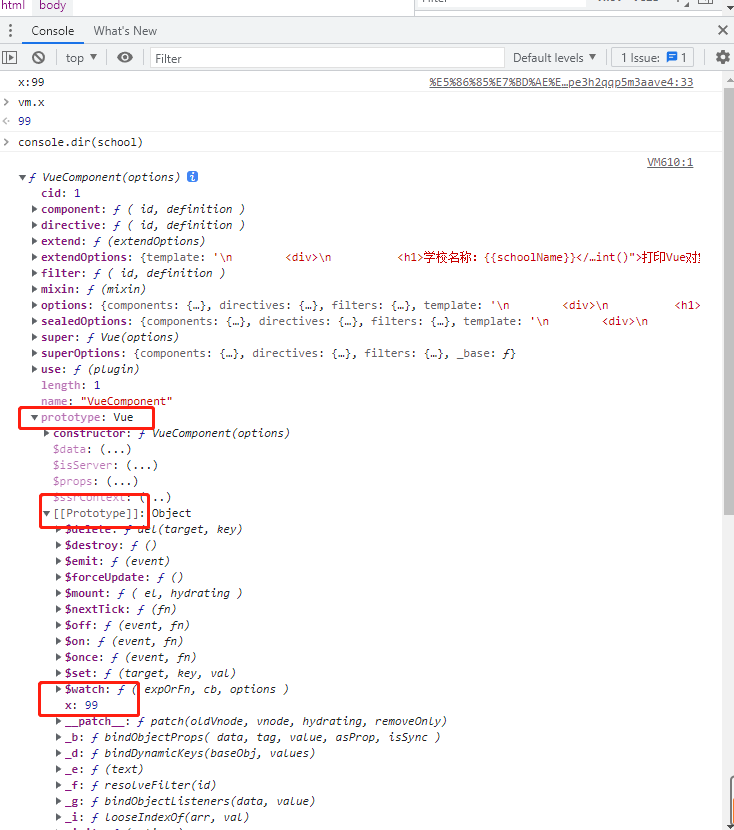 html body
Console What's New
top Filter Default levels 1 Issue: 1
x:99 %E5%86%85%E7%BD%AE%E…pe3h2qqp5m3aave4:33
vm.x
99
console.dir(school)
VM610:1
ƒ VueComponent(options)
cid: 1
component: ƒ ( id, definition )
directive: ƒ ( id, definition )
extend: ƒ (extendOptions)
extendOptions: {template: '\n <div>\n <h1>学校名称：{{schoolName}}</…int()">打印Vue对
filter: ƒ ( id, definition )
mixin: ƒ (mixin)
options: {components: {…}, directives: {…}, filters: {…}, template: '\n <div>\n <h1>
sealedOptions: {components: {…}, directives: {…}, filters: {…}, template: '\n <div>\n
super: ƒ Vue(options)
superOptions: {components: {…}, directives: {…}, filters: {…}, _base: ƒ}
use: ƒ (plugin)
length: 1
name: "VueComponent"
prototype: Vue
constructor: ƒ VueComponent(options)
$data: (...)
$isServer: (...)
$props: (...)
$ssrContext: (...)
[[Prototype]]: Object
$delete: ƒ del(target, key)
$destroy: ƒ ()
$emit: ƒ (event)
$forceUpdate: ƒ ()
$mount: ƒ ( el, hydrating )
$nextTick: ƒ (fn)
$off: ƒ (event, fn)
$on: ƒ (event, fn)
$once: ƒ (event, fn)
$set: ƒ (target, key, val)
$watch: ƒ ( expOrFn, cb, options )
x: 99
__patch__: ƒ patch(oldVnode, vnode, hydrating, removeOnly)
_b: ƒ bindObjectProps( data, tag, value, asProp, isSync )
_d: ƒ bindDynamicKeys(baseObj, values)
_e: ƒ (text)
_f: ƒ resolveFilter(id)
_g: ƒ bindObjectListeners(data, value)
_i: ƒ looseIndexOf(arr, val)